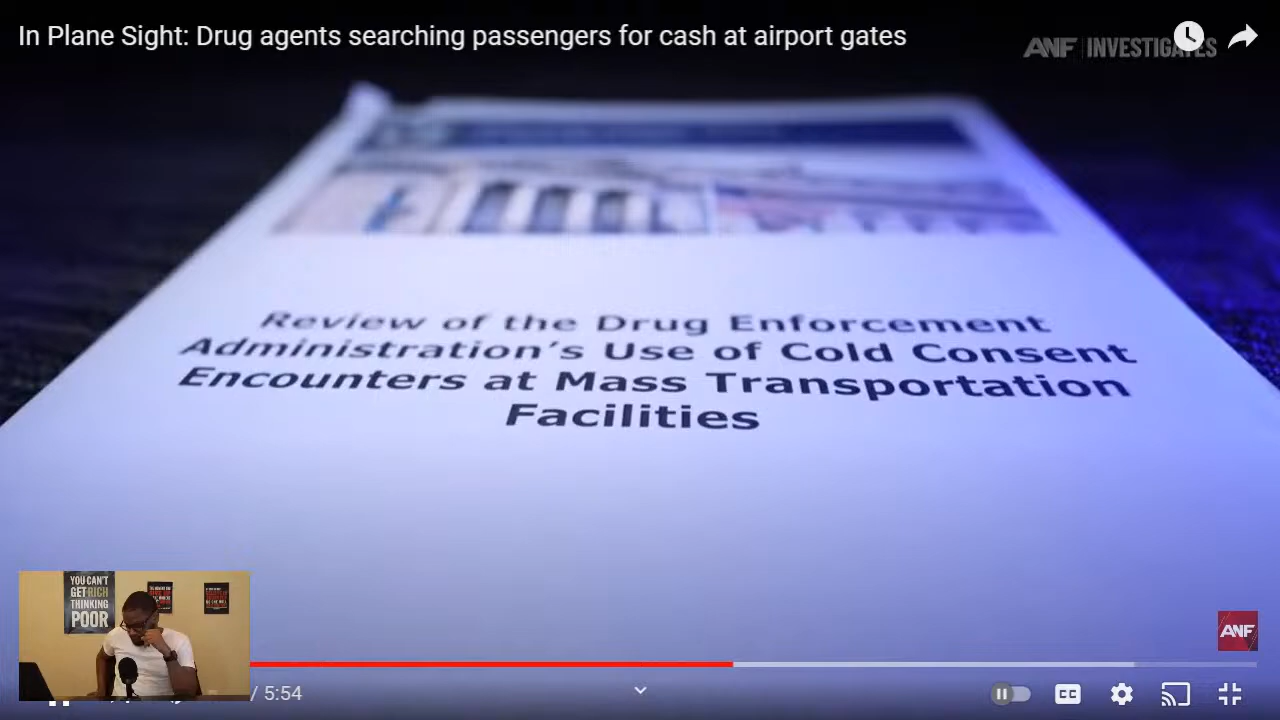 In Plane Sight: Drug agents searching passengers for cash at airport gates
ANF INVESTIGATES
Review of the Drug Enforcement
Administration's Use of Cold Consent
Encounters at Mass Transportation
Facilities
YOU CAN'T
GET RICH
THINKING
POOR
ANF
/ 5:54
CC